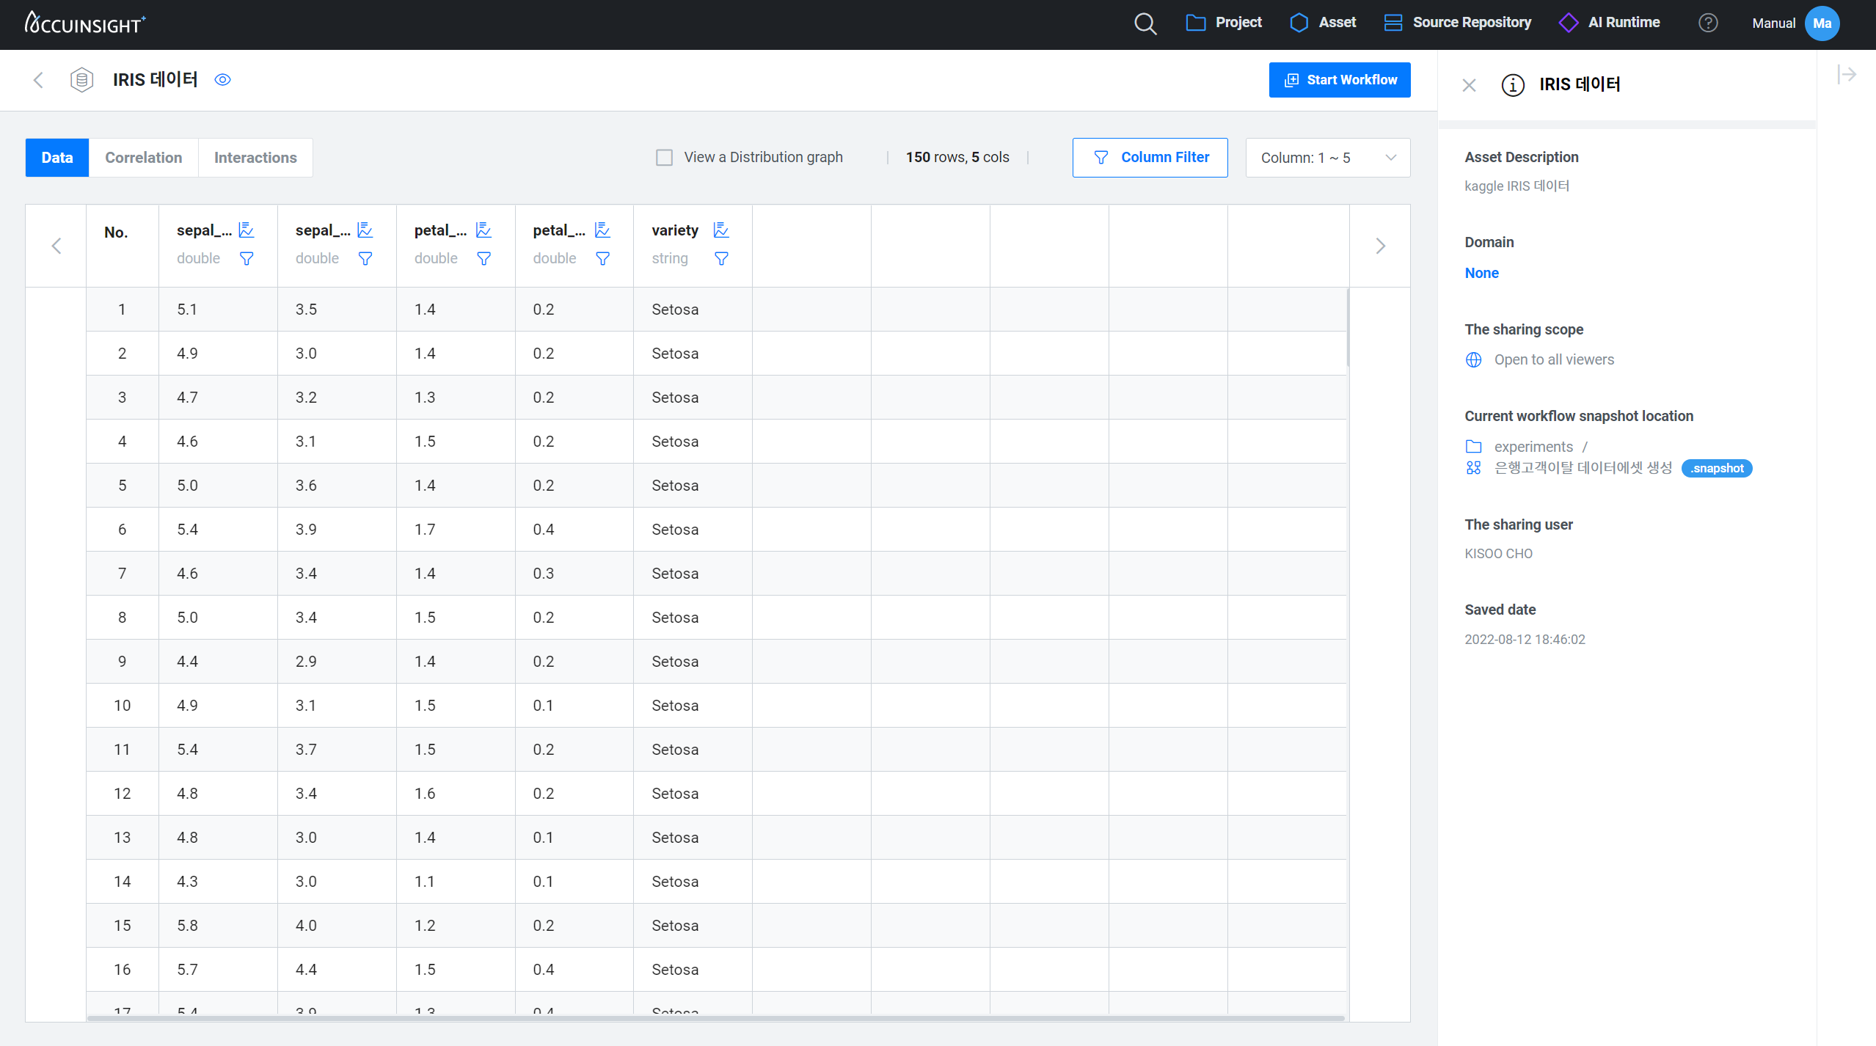 ACCUINSIGHT+
Project
Asset
Source Repository
AI Runtime
Manual
Ma
IRIS 데이터
Start Workflow
Data
Correlation
Interactions
View a Distribution graph
150 rows, 5 cols
Column Filter
Column: 1 ~ 5
No. sepal_... sepal_... petal_... petal_... variety
double double double double string
1 5.1 3.5 1.4 0.2 Setosa
2 4.9 3.0 1.4 0.2 Setosa
3 4.7 3.2 1.3 0.2 Setosa
4 4.6 3.1 1.5 0.2 Setosa
5 5.0 3.6 1.4 0.2 Setosa
6 5.4 3.9 1.7 0.4 Setosa
7 4.6 3.4 1.4 0.3 Setosa
8 5.0 3.4 1.5 0.2 Setosa
9 4.4 2.9 1.4 0.2 Setosa
10 4.9 3.1 1.5 0.1 Setosa
11 5.4 3.7 1.5 0.2 Setosa
12 4.8 3.4 1.6 0.2 Setosa
13 4.8 3.0 1.4 0.1 Setosa
14 4.3 3.0 1.1 0.1 Setosa
15 5.8 4.0 1.2 0.2 Setosa
16 5.7 4.4 1.5 0.4 Setosa
17 5.4 3.9 1.3 0.4 Setosa
IRIS 데이터
Asset Description
kaggle IRIS 데이터
Domain
None
The sharing scope
Open to all viewers
Current workflow snapshot location
experiments /
은행고객이탈 데이터에셋 생성 .snapshot
The sharing user
KISOO CHO
Saved date
2022-08-12 18:46:02